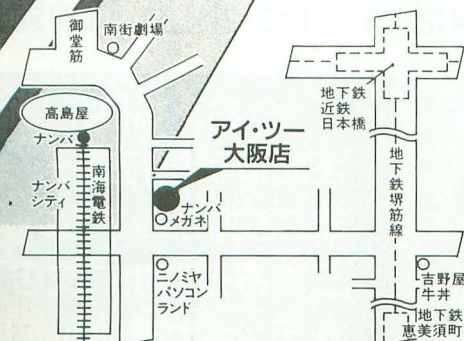 御堂筋
南街劇場
高島屋
ナンバ
ナンバ
シティ
南海電鉄
アイ・ツー
大阪店
ナンバ
メガネ
ニノミヤ
パソコン
ランド
地下鉄
近鉄
日本橋
地下鉄堺筋線
吉野屋
牛丼
地下鉄
恵美須町